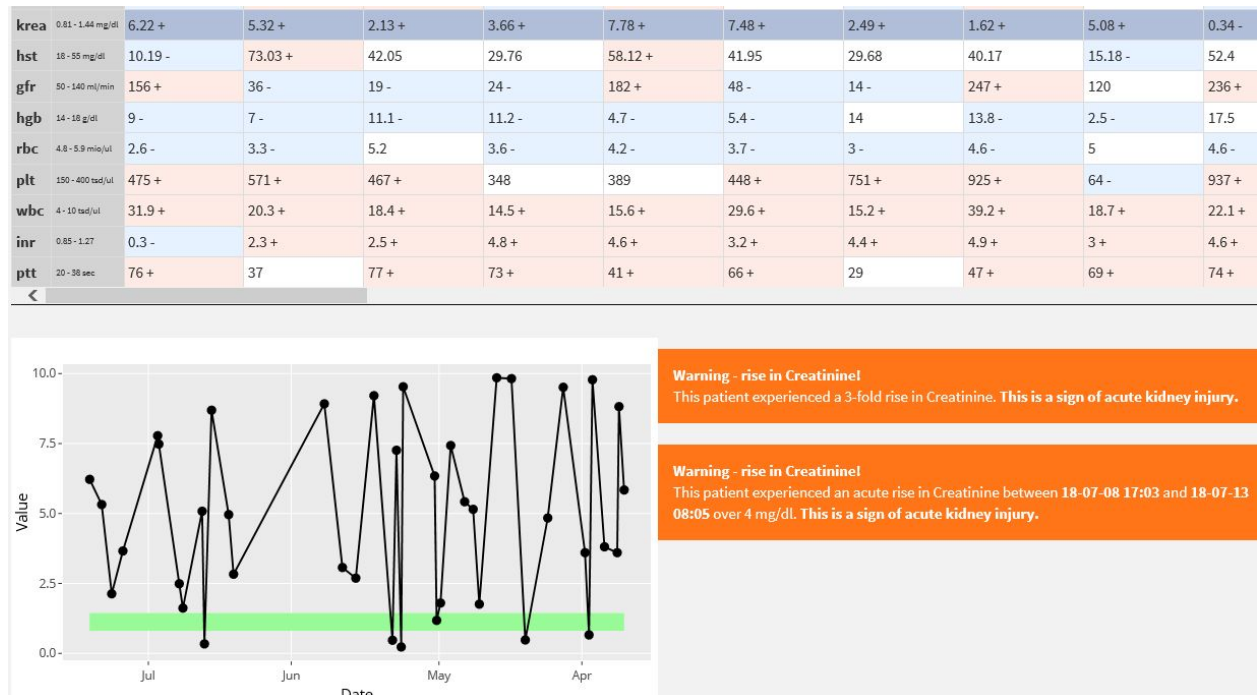 krea 0.81 - 1.44 mg/dl 6.22 + 5.32 + 2.13 + 3.66 + 7.78 + 7.48 + 2.49 + 1.62 + 5.08 + 0.34 -
hst 18 - 55 mg/dl 10.19 - 73.03 + 42.05 29.76 58.12 + 41.95 29.68 40.17 15.18 - 52.4
gfr 50 - 140 ml/min 156 + 36 - 19 - 24 - 182 + 48 - 14 - 247 + 120 236 +
hgb 14 - 18 g/dl 9 - 7 - 11.1 - 11.2 - 4.7 - 5.4 - 14 13.8 - 2.5 - 17.5
rbc 4.8 - 5.9 mio/ul 2.6 - 3.3 - 5.2 3.6 - 4.2 - 3.7 - 3 - 4.6 - 5 4.6 -
plt 150 - 400 tsd/ul 475 + 571 + 467 + 348 389 448 + 751 + 925 + 64 - 937 +
wbc 4 - 10 tsd/ul 31.9 + 20.3 + 18.4 + 14.5 + 15.6 + 29.6 + 15.2 + 39.2 + 18.7 + 22.1 +
inr 0.85 - 1.27 0.3 - 2.3 + 2.5 + 4.8 + 4.6 + 3.2 + 4.4 + 4.9 + 3 + 4.6 +
ptt 20 - 38 sec 76 + 37 77 + 73 + 41 + 66 + 29 47 + 69 + 74 +
Value
10.0
7.5
5.0
2.5
0.0
Jul Jun May Apr
Date
Warning - rise in Creatinine!
This patient experienced a 3-fold rise in Creatinine. This is a sign of acute kidney injury.
Warning - rise in Creatinine!
This patient experienced an acute rise in Creatinine between 18-07-08 17:03 and 18-07-13
08:05 over 4 mg/dl. This is a sign of acute kidney injury.